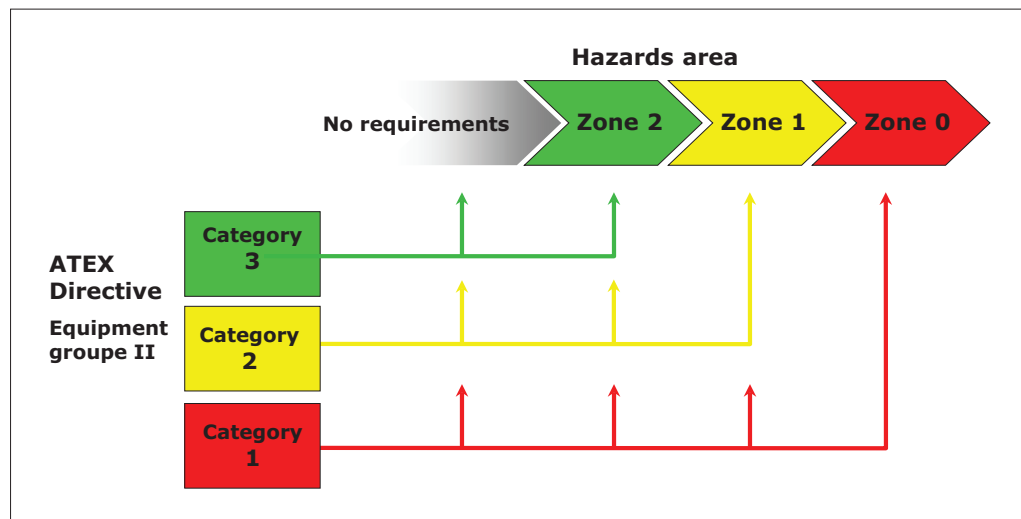 Hazards area
No requirements
Zone 2
Zone 1
Zone 0
ATEX
Directive
Equipment
groupe II
Category
3
Category
2
Category
1